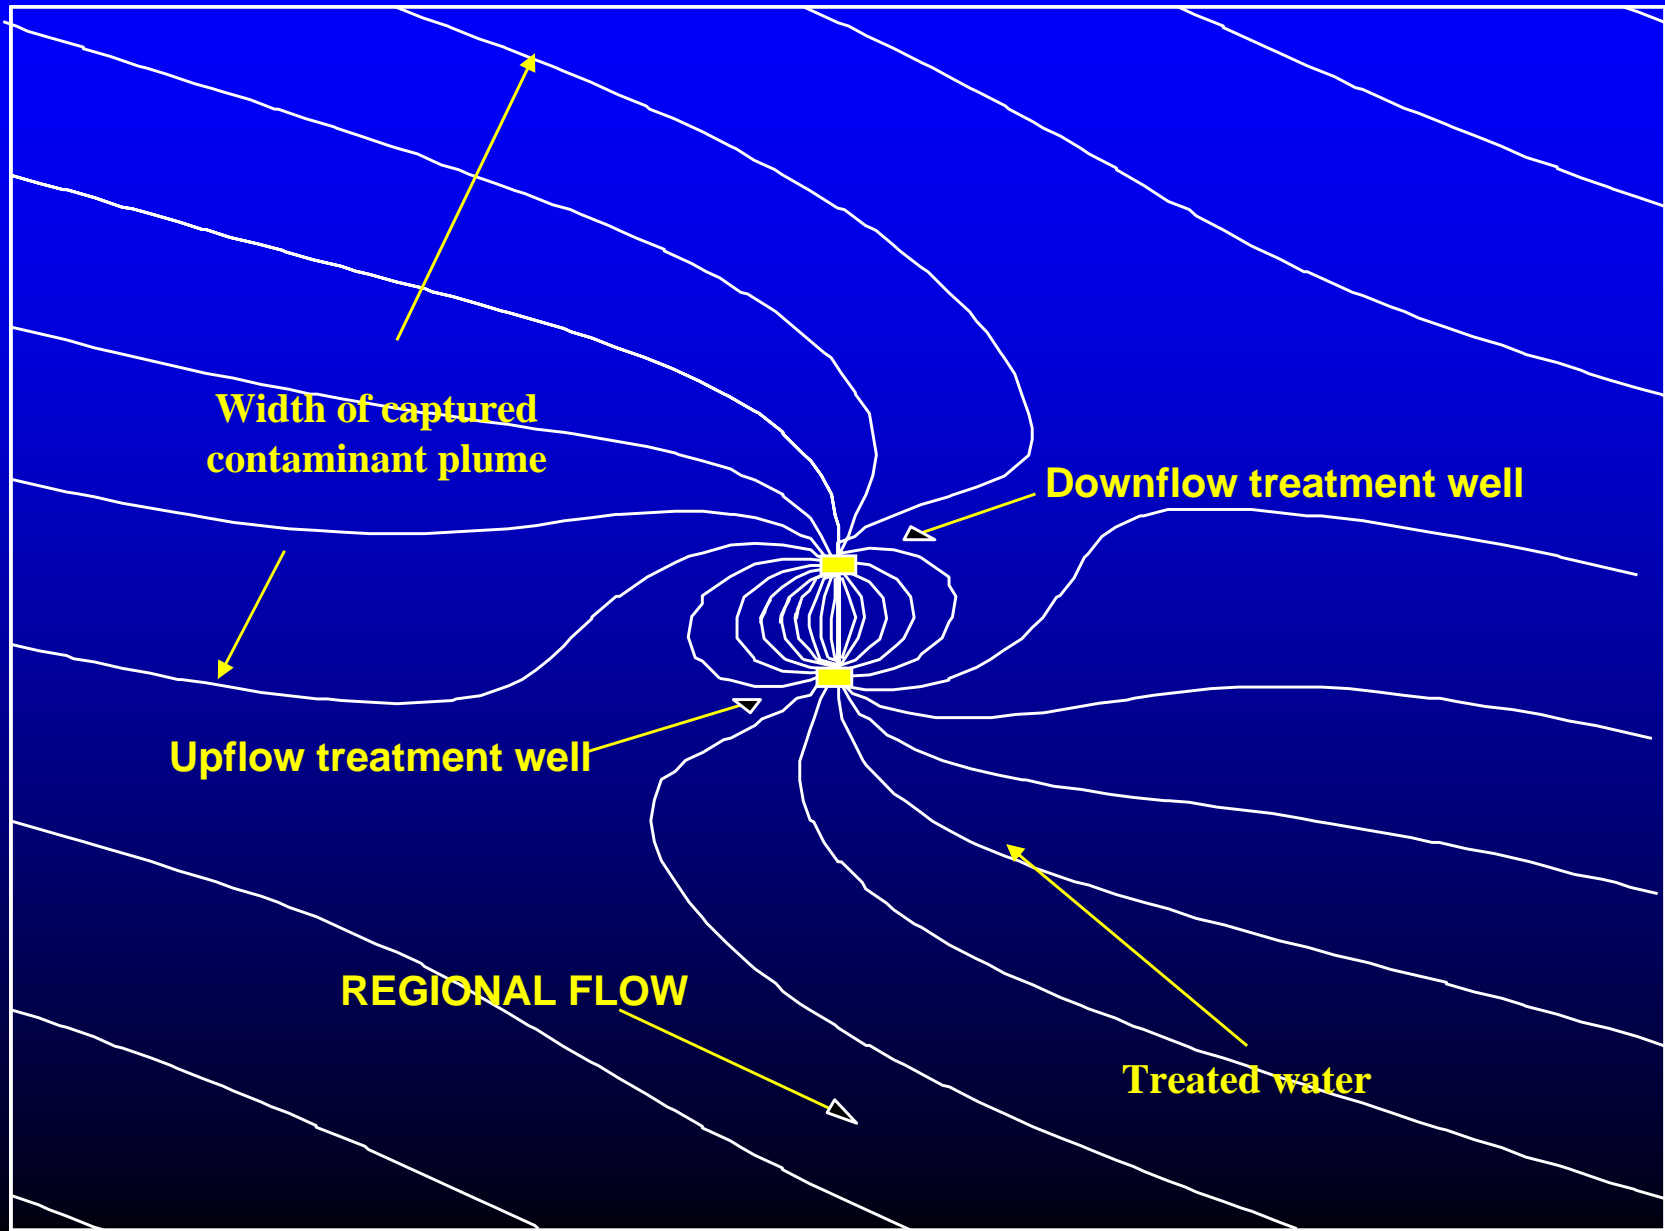 Width of captured
contaminant plume
Downflow treatment well
Upflow treatment well
REGIONAL FLOW
Treated water